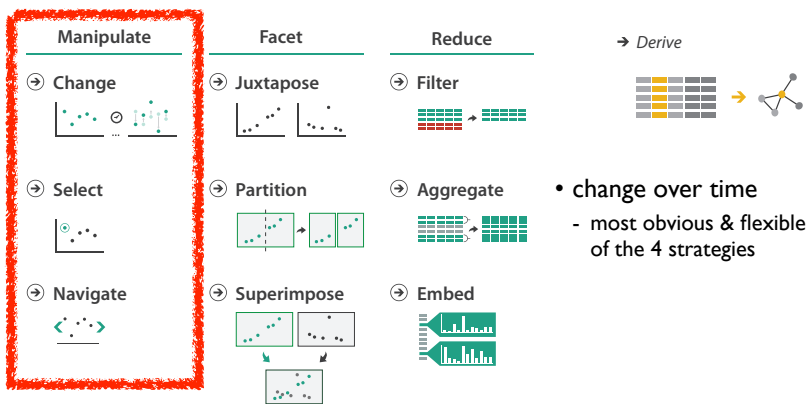 Manipulate
Change
...
Select
Navigate
Facet
Juxtapose
Partition
Superimpose
Reduce
Filter
Aggregate
Embed
→ Derive
• change over time
- most obvious & flexible
of the 4 strategies